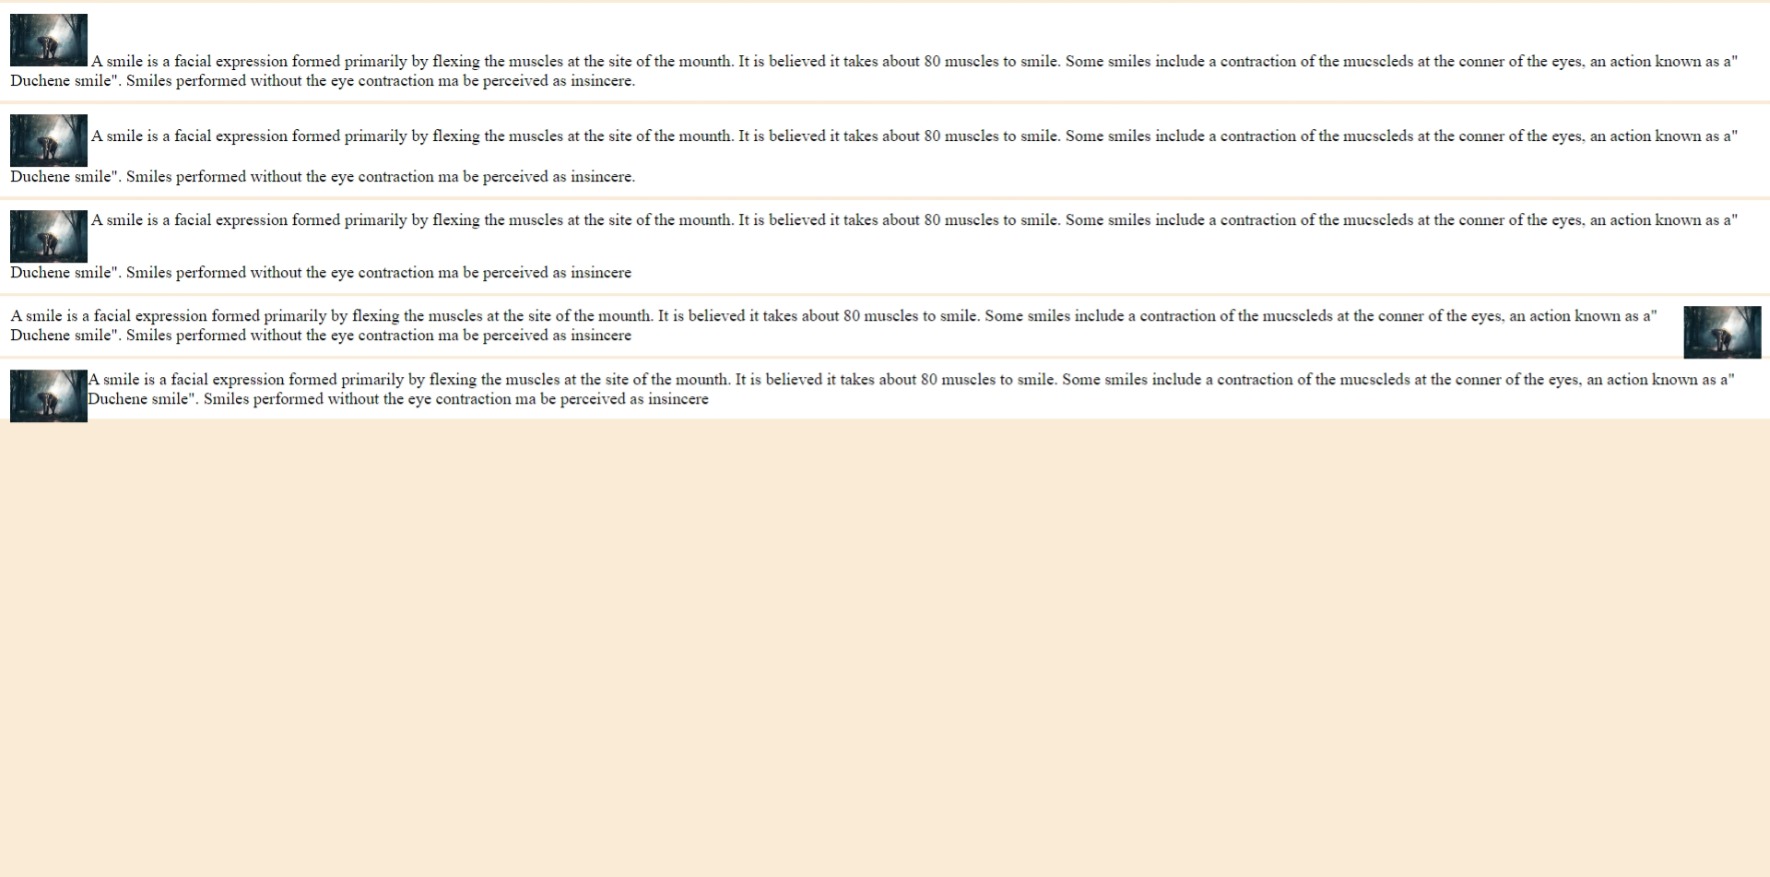 A smile is a facial expression formed primarily by flexing the muscles at the site of the mounth. It is believed it takes about 80 muscles to smile. Some smiles include a contraction of the mucscleds at the conner of the eyes, an action known as a"
Duchene smile". Smiles performed without the eye contraction ma be perceived as insincere.
A smile is a facial expression formed primarily by flexing the muscles at the site of the mounth. It is believed it takes about 80 muscles to smile. Some smiles include a contraction of the mucscleds at the conner of the eyes, an action known as a"
Duchene smile". Smiles performed without the eye contraction ma be perceived as insincere.
A smile is a facial expression formed primarily by flexing the muscles at the site of the mounth. It is believed it takes about 80 muscles to smile. Some smiles include a contraction of the mucscleds at the conner of the eyes, an action known as a"
Duchene smile". Smiles performed without the eye contraction ma be perceived as insincere
A smile is a facial expression formed primarily by flexing the muscles at the site of the mounth. It is believed it takes about 80 muscles to smile. Some smiles include a contraction of the mucscleds at the conner of the eyes, an action known as a"
Duchene smile". Smiles performed without the eye contraction ma be perceived as insincere
A smile is a facial expression formed primarily by flexing the muscles at the site of the mounth. It is believed it takes about 80 muscles to smile. Some smiles include a contraction of the mucscleds at the conner of the eyes, an action known as a"
Duchene smile". Smiles performed without the eye contraction ma be perceived as insincere